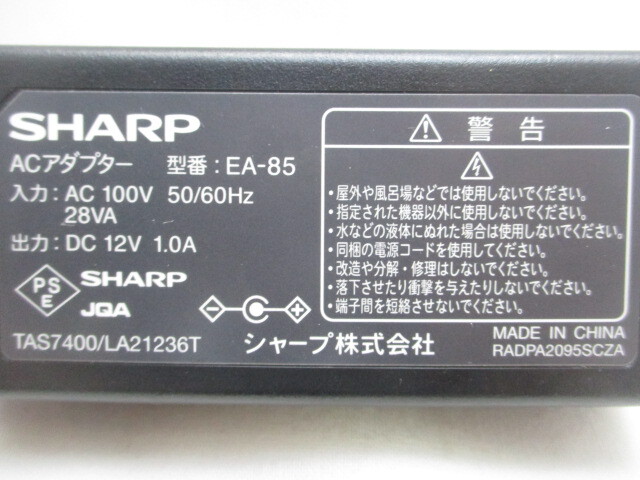 SHARP
ACアダプター 型番：EA-85
入力：AC 100V 50/60Hz
28VA
出力：DC 12V 1.0A
PS
E
SHARP
JQA
TAS7400/LA21236T
シャープ株式会社
警告
・屋外や風呂場などでは使用しないでください。
・指定された機器以外に使用しないでください。
・水などの液体にぬれた場合は使用しないでください。
・同梱の電源コードを使用してください。
・改造や分解・修理はしないでください。
・落下させたり衝撃を与えたりしないでください。
・端子間を短絡させないでください。
MADE IN CHINA
RADPA2095SCZA